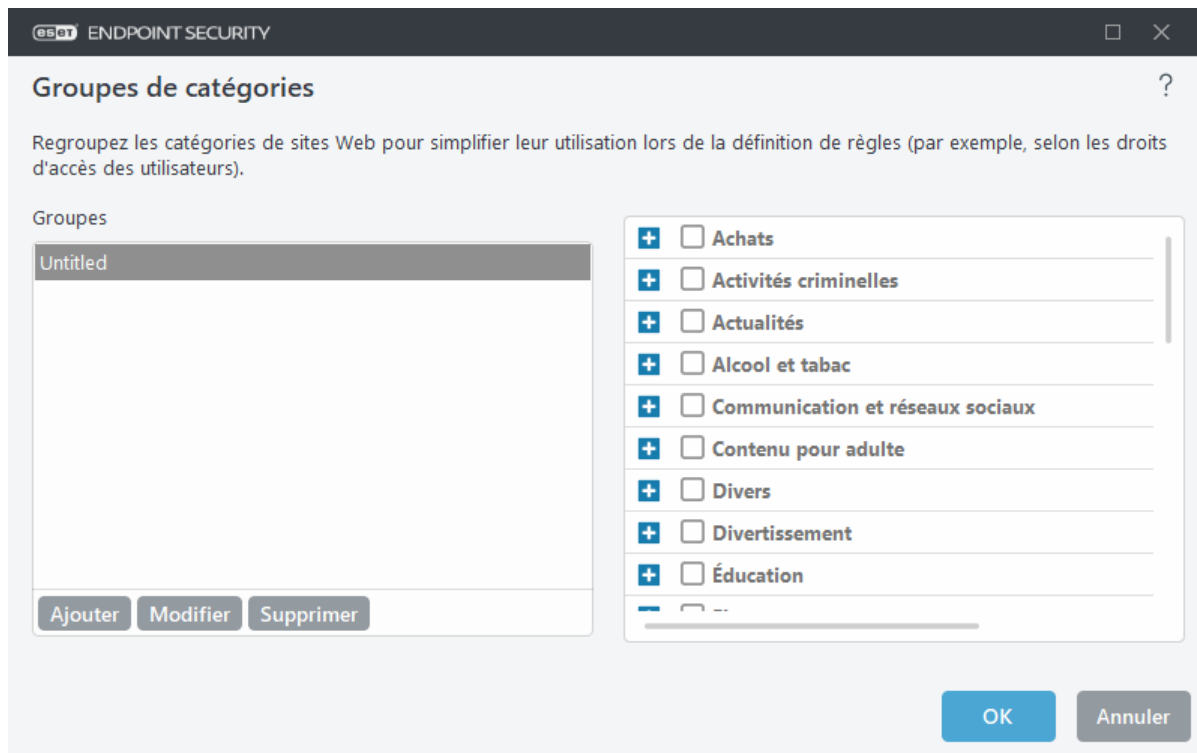 eset ENDPOINT SECURITY
Groupes de catégories
?
Regroupez les catégories de sites Web pour simplifier leur utilisation lors de la définition de règles (par exemple, selon les droits
d'accès des utilisateurs).
Groupes
Untitled
Ajouter Modifier Supprimer
Achats
Activités criminelles
Actualités
Alcool et tabac
Communication et réseaux sociaux
Contenu pour adulte
Divers
Divertissement
Éducation
OK Annuler